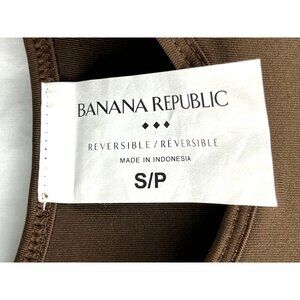 BANANA REPUBLIC
REVERSIBLE / RÉVERSIBLE
MADE IN INDONESIA
S/P